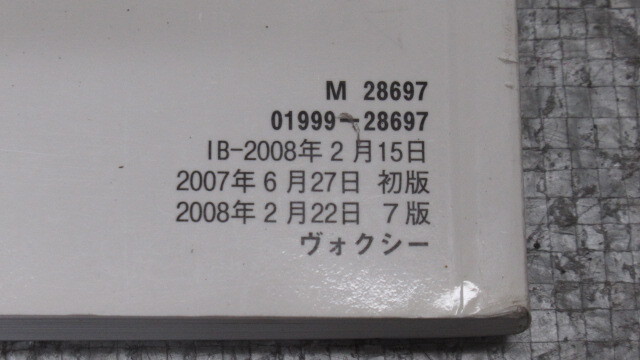 M 28697
01999-28697
IB-2008年2月15日
2007年6月27日 初版
2008年2月22日 7版
ヴォクシー